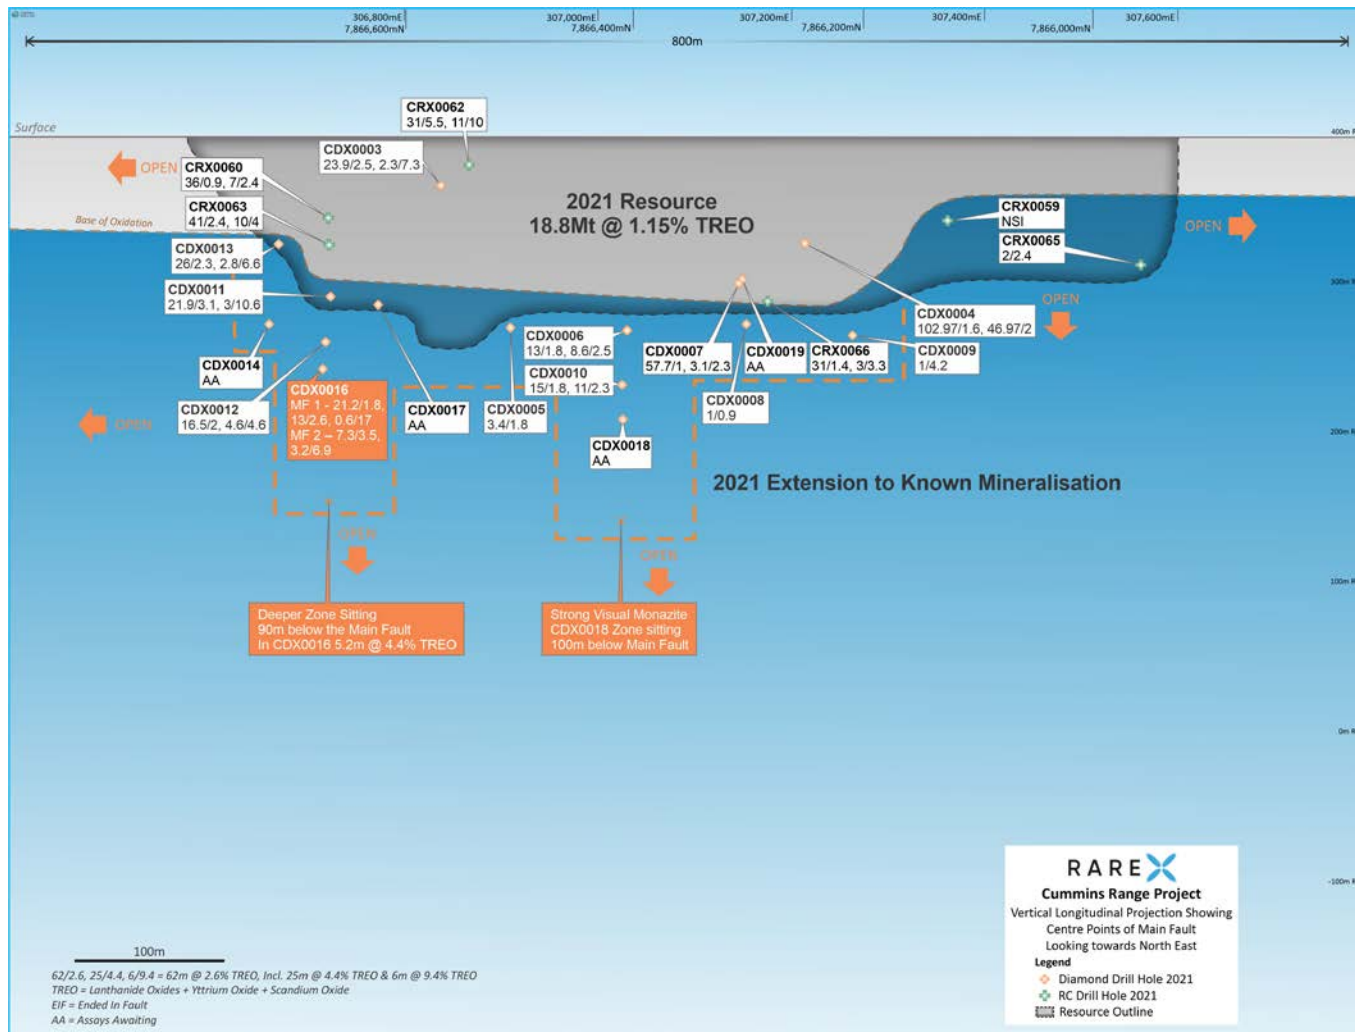 306,800mE
7,866,600mN
307,000mE
7,866,400mN
307,200mE
7,866,200mN
307,400mE
7,866,000mN
307,600mE
800m
Surface
400m R
CRX0062
31/5.5, 11/10
CDX0003
23.9/2.5, 2.3/7.3
OPEN
CRX0060
36/0.9, 7/2.4
2021 Resource
18.8Mt @ 1.15% TREO
CRX0063
41/2.4, 10/4
Base of Oxidation
CRX0059
NSI
OPEN
CRX0065
2/2.4
CDX0013
26/2.3, 2.8/6.6
300m R
CDX0011
21.9/3.1, 3/10.6
OPEN
CDX0004
102.97/1.6, 46.97/2
CDX0006
13/1.8, 8.6/2.5
CDX0007
57.7/1, 3.1/2.3
CDX0019
AA
CRX0066
31/1.4, 3/3.3
CDX0009
1/4.2
CDX0014
AA
CDX0010
15/1.8, 11/2.3
CDX0016
MF 1 - 21.2/1.8,
13/2.6, 0.6/17
MF 2 – 7.3/3.5,
3.2/6.9
CDX0008
1/0.9
CDX0012
16.5/2, 4.6/4.6
CDX0017
AA
CDX0005
3.4/1.8
OPEN
200m R
CDX0018
AA
2021 Extension to Known Mineralisation
OPEN
OPEN
100m R
Deeper Zone Sitting
90m below the Main Fault
In CDX0016 5.2m @ 4.4% TREO
Strong Visual Monazite
CDX0018 Zone sitting
100m below Main Fault
0m R
-100m R
RAREX
Cummins Range Project
Vertical Longitudinal Projection Showing
Centre Points of Main Fault
Looking towards North East
Legend
Diamond Drill Hole 2021
RC Drill Hole 2021
Resource Outline
100m
62/2.6, 25/4.4, 6/9.4 = 62m @ 2.6% TREO, Incl. 25m @ 4.4% TREO & 6m @ 9.4% TREO
TREO = Lanthanide Oxides + Yttrium Oxide + Scandium Oxide
EIF = Ended In Fault
AA = Assays Awaiting